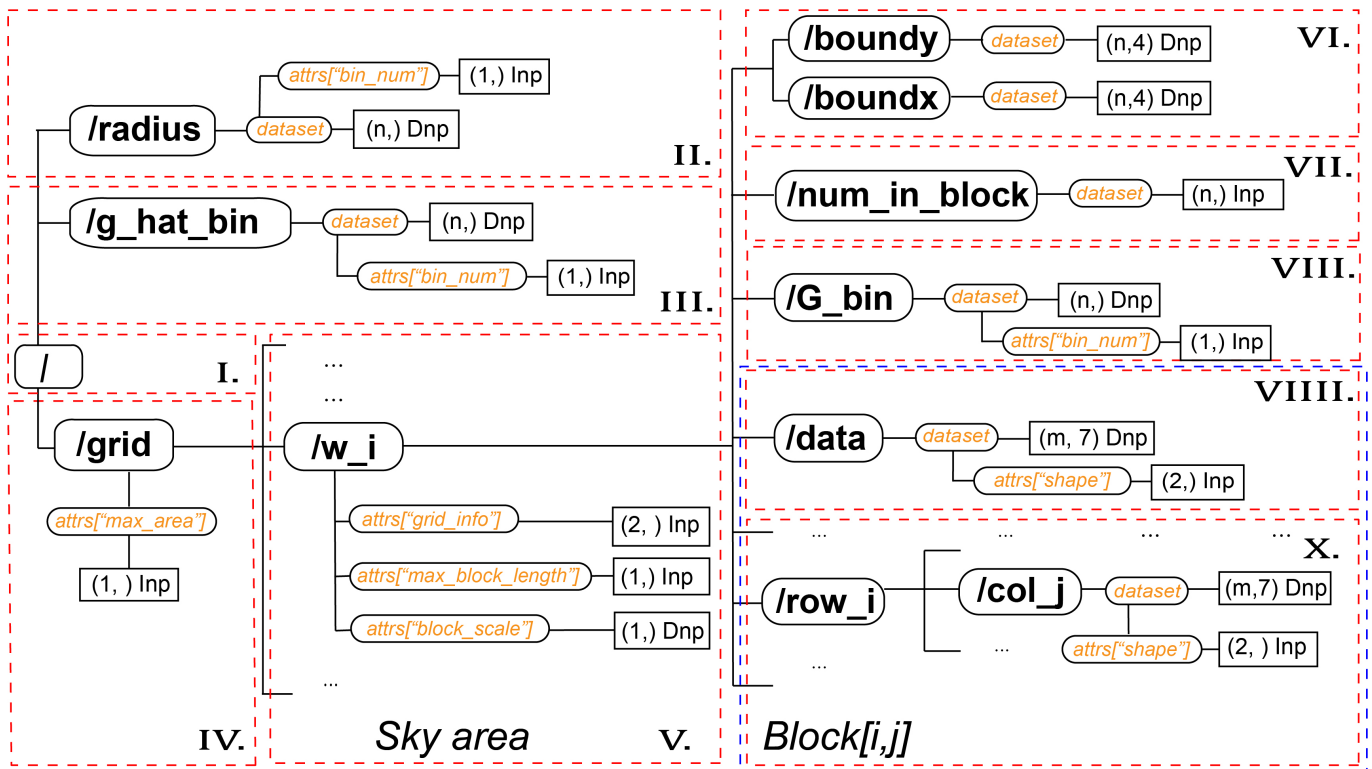 attrs["bin_num"] (1,) Inp
/radius dataset (n,) Dnp
II.
/g_hat_bin dataset (n,) Dnp
attrs["bin_num"] (1,) Inp
III.
/
I.
/grid
attrs["max_area"]
(1, ) Inp
IV.
...
...
/w_i
attrs["grid_info"] (2, ) Inp
attrs["max_block_length"] (1,) Inp
attrs["block_scale"] (1,) Dnp
...
Sky area V.
/boundy dataset (n,4) Dnp VI.
/boundx dataset (n,4) Dnp
VII.
/num_in_block dataset (n,) Inp
VIII.
/G_bin dataset (n,) Dnp
attrs["bin_num"] (1,) Inp
VIIII.
/data dataset (m, 7) Dnp
attrs["shape"] (2,) Inp
... ... ... ...
X.
/row_i /col_j dataset (m,7) Dnp
... attrs["shape"] (2, ) Inp
...
Block[i,j]